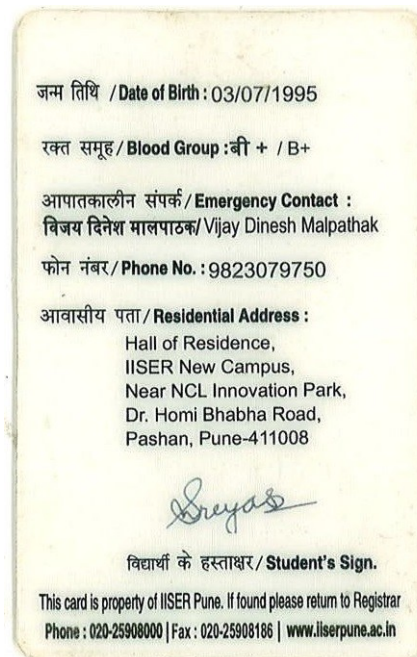 जन्म तिथि / Date of Birth : 03/07/1995
रक्त समूह / Blood Group : बी + / B+
आपातकालीन संपर्क / Emergency Contact :
विजय दिनेश मालपाठक/ Vijay Dinesh Malpathak
फोन नंबर / Phone No. : 9823079750
आवासीय पता / Residential Address :
Hall of Residence,
IISER New Campus,
Near NCL Innovation Park,
Dr. Homi Bhabha Road,
Pashan, Pune-411008
Sreyas
विद्यार्थी के हस्ताक्षर / Student's Sign.
This card is property of IISER Pune. If found please return to Registrar
Phone : 020-25908000 | Fax : 020-25908186 | www.iiserpune.ac.in